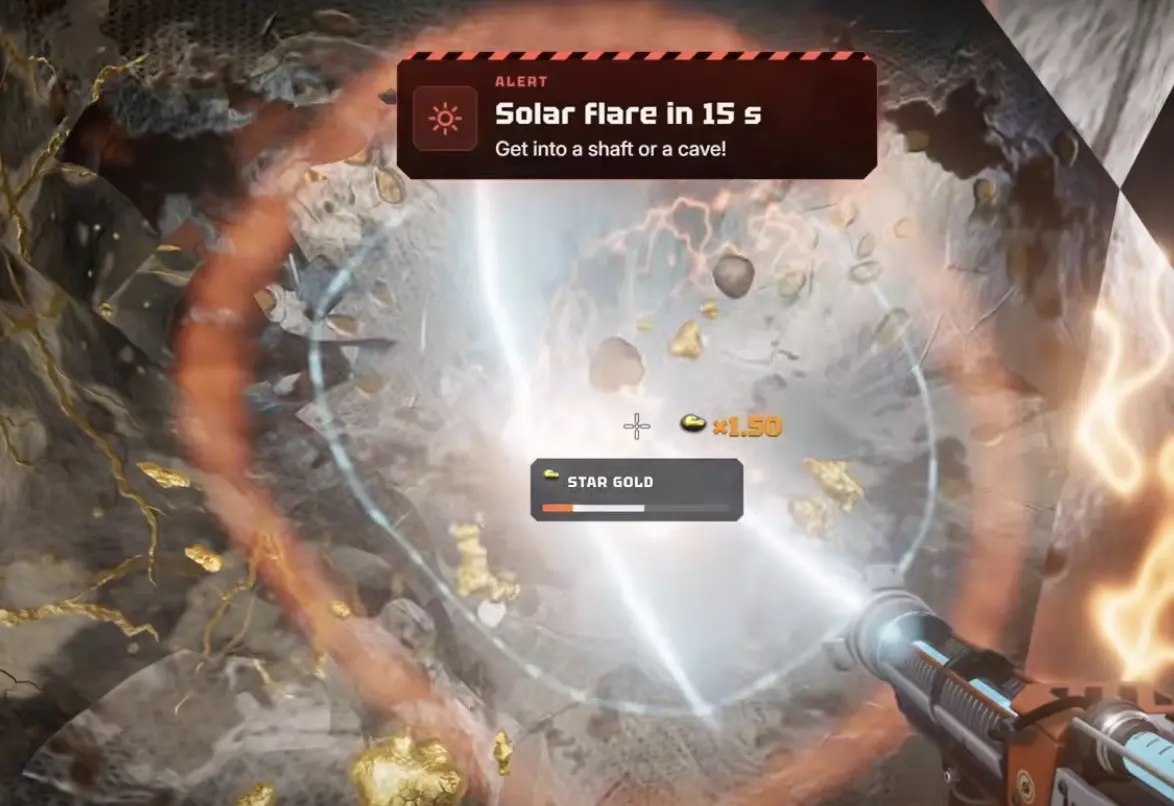 ALERT
Solar flare in 15 s
Get into a shaft or a cave!
×1.50
STAR GOLD